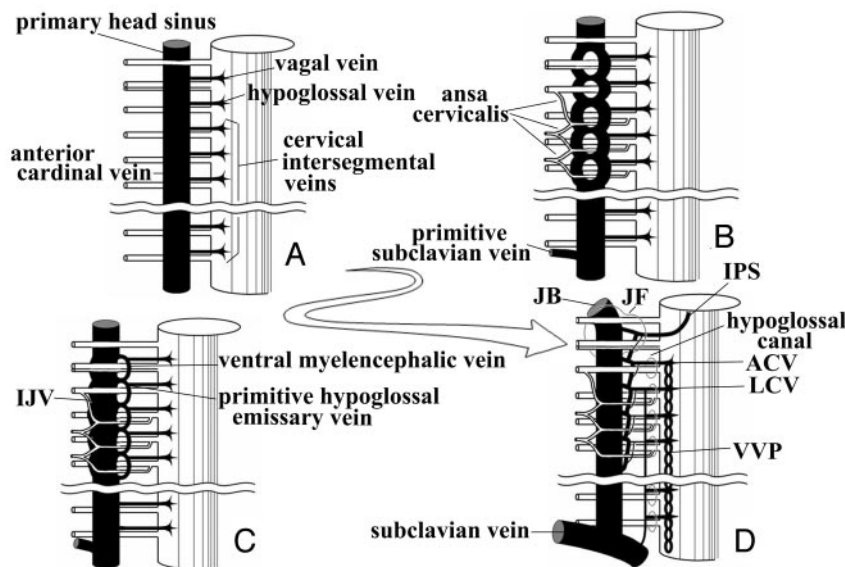 primary head sinus
vagal vein
hypoglossal vein
anterior
cardinal vein
cervical
intersegmental
veins
A
ansa
cervicalis
primitive
subclavian vein
B
IJV
ventral myelencephalic vein
primitive hypoglossal
emissary vein
C
JB
JF
IPS
hypoglossal
canal
ACV
LCV
VVP
subclavian vein
D